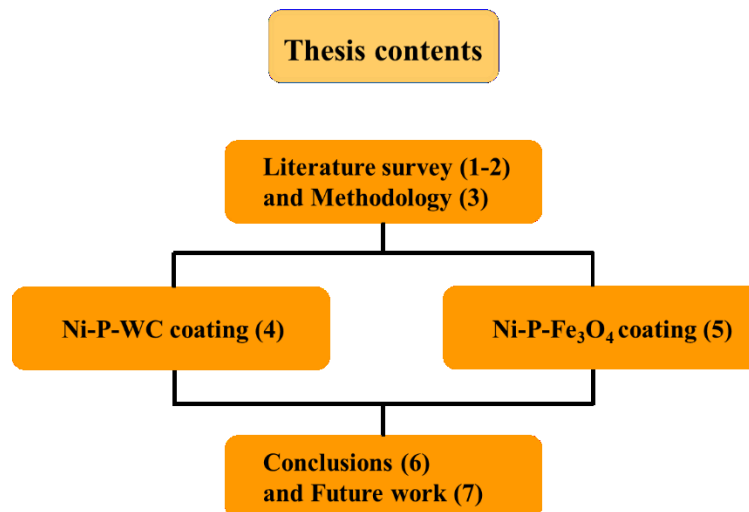 Thesis contents
Literature survey (1-2)
and Methodology (3)
Ni-P-WC coating (4)
Ni-P-Fe₃O₄ coating (5)
Conclusions (6)
and Future work (7)